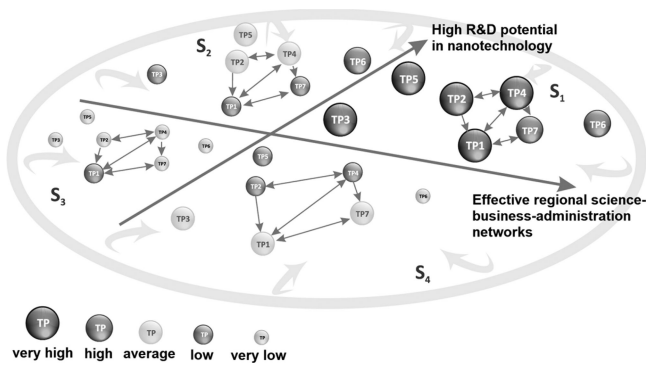 High R&D potential
in nanotechnology
S2
TP5
TP2
TP4
TP7
TP1
TP3
TP6
TP5
TP3
S1
TP2
TP4
TP1
TP7
TP6
TP5
TP3
TP2
TP4
TP6
TP1
TP7
S3
TP5
TP2
TP4
TP3
TP7
TP1
TP6
S4
Effective regional science-
business-administration
networks
TP
TP
TP
TP
TP
very high
high
average
low
very low